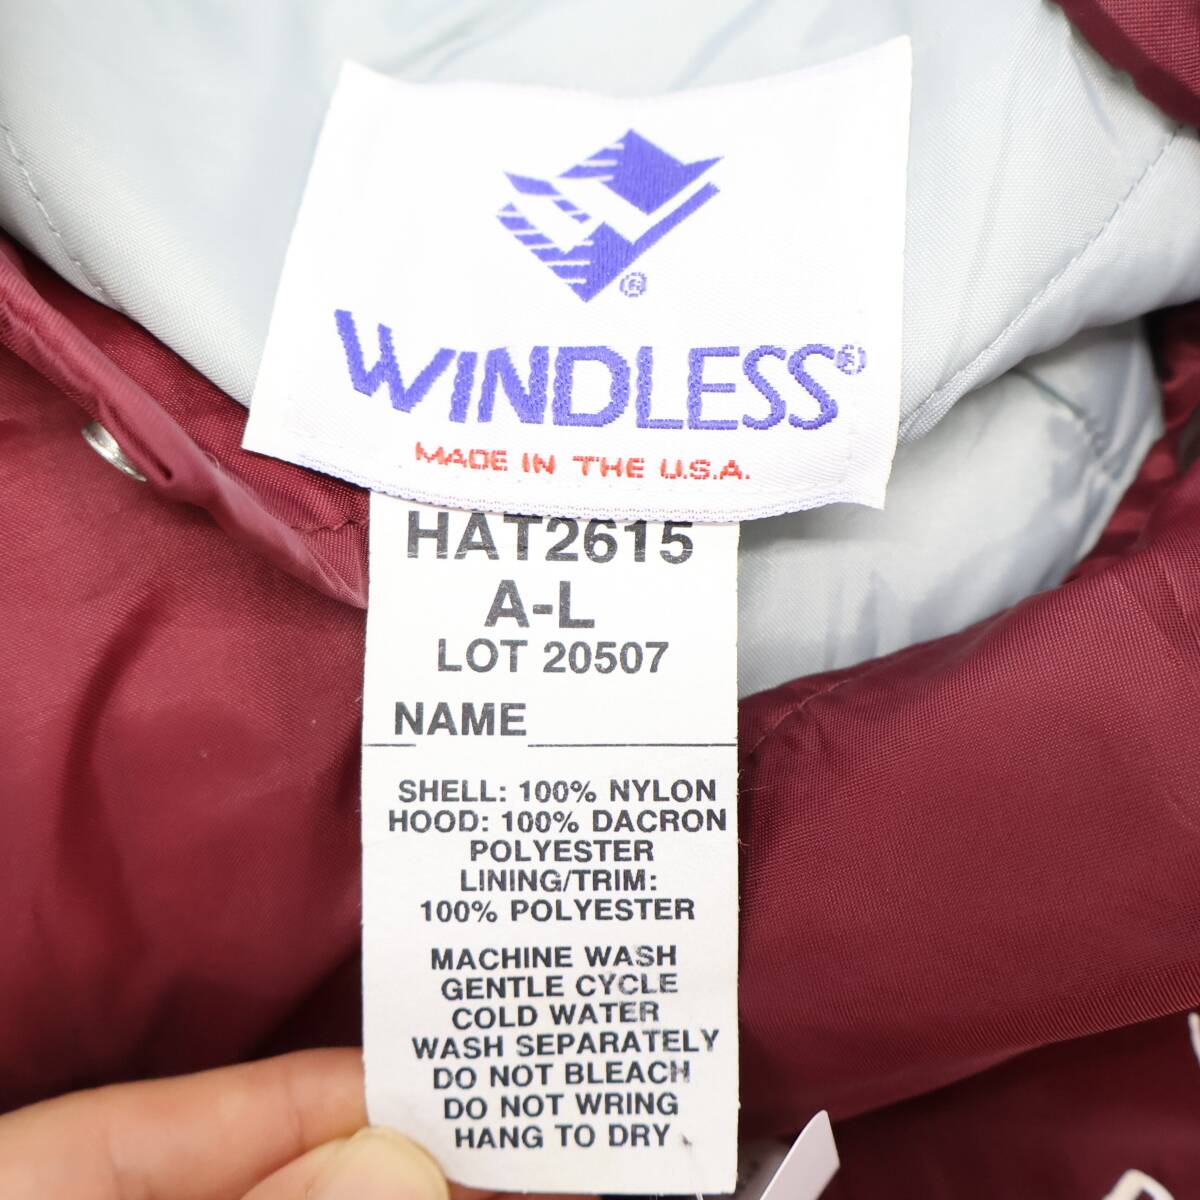 ®
WINDLESS®
MADE IN THE U.S.A.
HAT2615
A-L
LOT 20507
NAME
SHELL: 100% NYLON
HOOD: 100% DACRON
POLYESTER
LINING/TRIM:
100% POLYESTER
MACHINE WASH
GENTLE CYCLE
COLD WATER
WASH SEPARATELY
DO NOT BLEACH
DO NOT WRING
HANG TO DRY